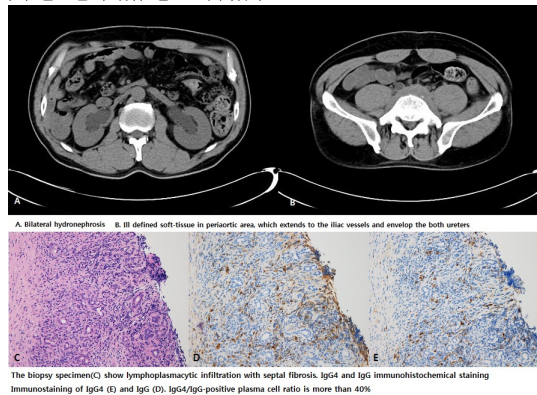 A
B
A. Bilateral hydronephrosis B. Ill defined soft-tissue in periaortic area, which extends to the iliac vessels and envelop the both ureters
C
D
E
The biopsy specimen(C) show lymphoplasmacytic infiltration with septal fibrosis. IgG4 and IgG immunohistochemical staining
Immunostaining of IgG4 (E) and IgG (D). IgG4/IgG-positive plasma cell ratio is more than 40%